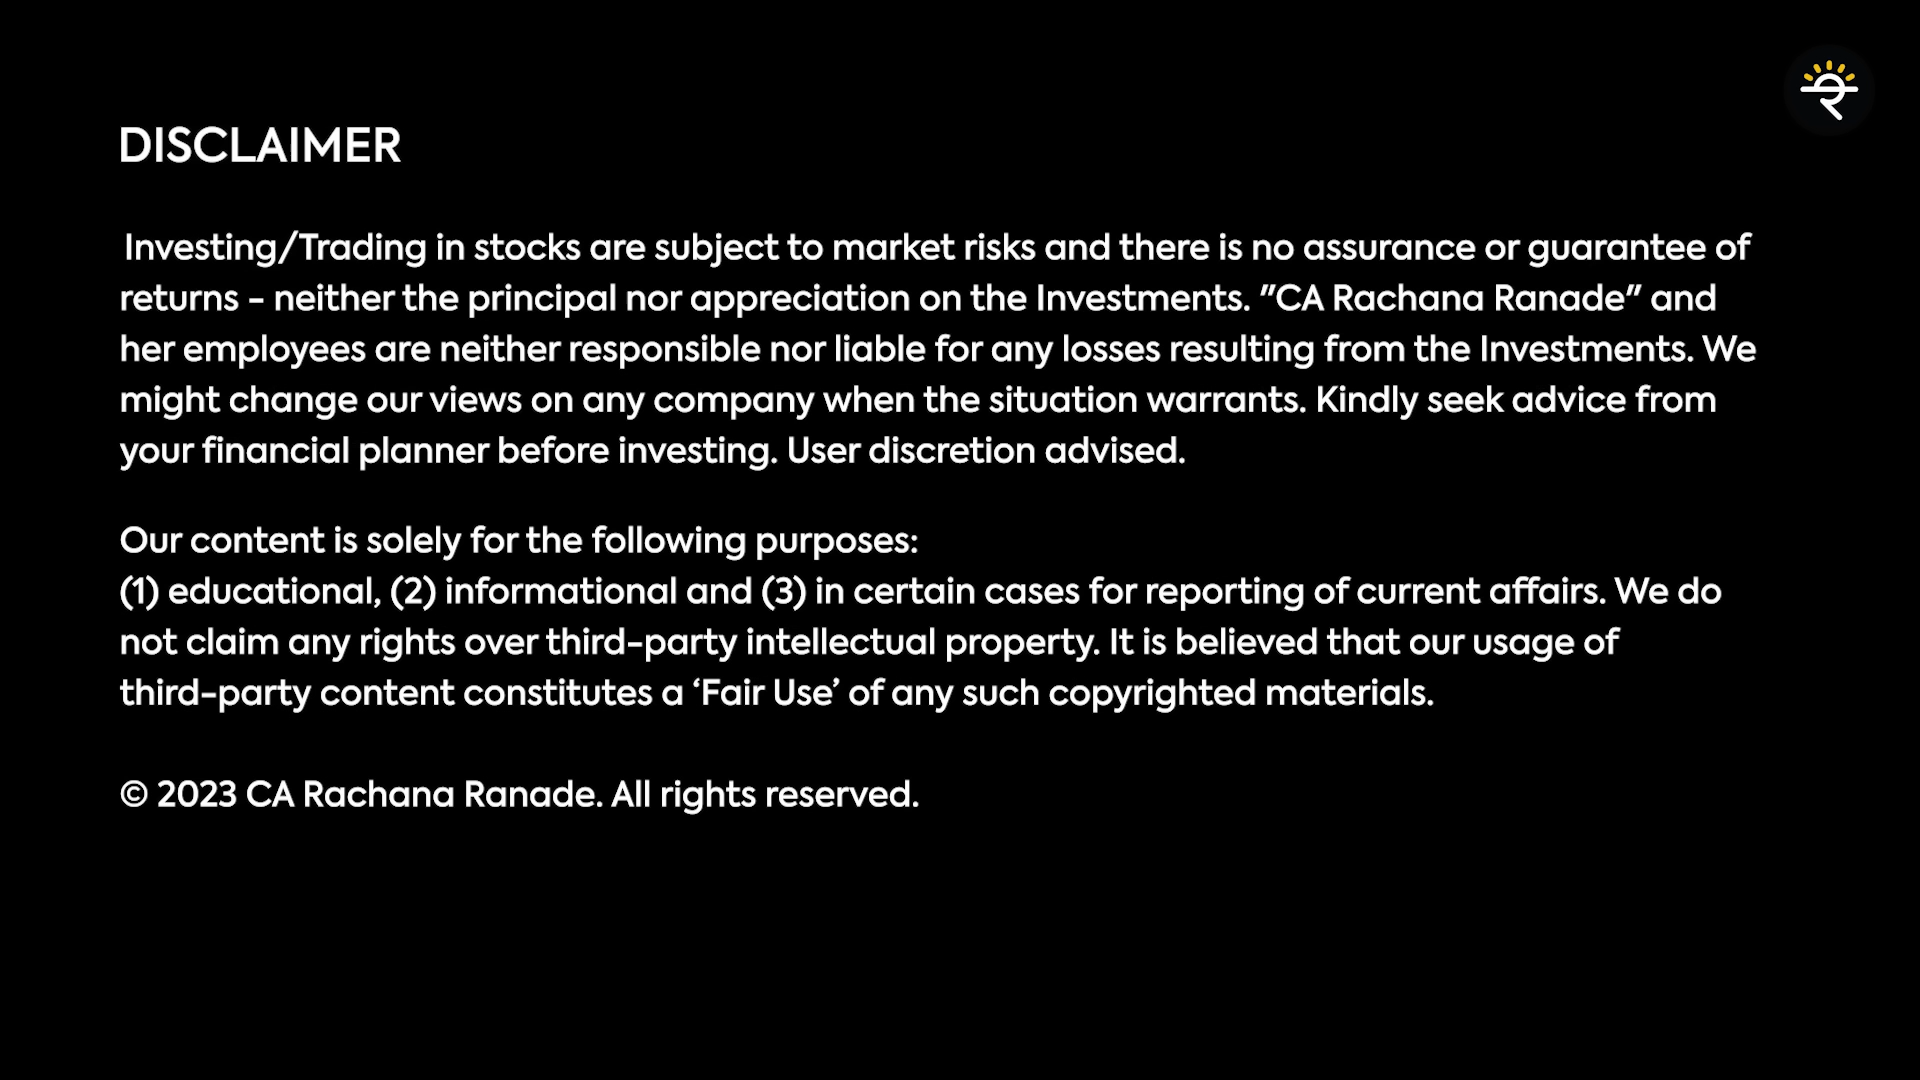 DISCLAIMER
Investing/Trading in stocks are subject to market risks and there is no assurance or guarantee of
returns - neither the principal nor appreciation on the Investments. "CA Rachana Ranade" and
her employees are neither responsible nor liable for any losses resulting from the Investments. We
might change our views on any company when the situation warrants. Kindly seek advice from
your financial planner before investing. User discretion advised.
Our content is solely for the following purposes:
(1) educational, (2) informational and (3) in certain cases for reporting of current affairs. We do
not claim any rights over third-party intellectual property. It is believed that our usage of
third-party content constitutes a ‘Fair Use’ of any such copyrighted materials.
© 2023 CA Rachana Ranade. All rights reserved.